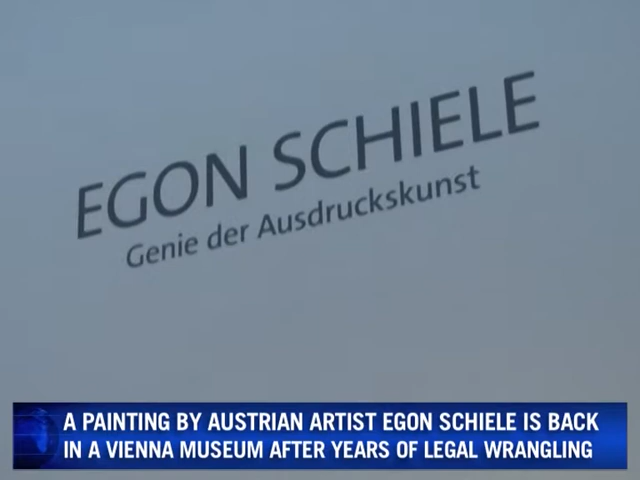 EGON SCHIELE
Genie der Ausdruckskunst
A PAINTING BY AUSTRIAN ARTIST EGON SCHIELE IS BACK
IN A VIENNA MUSEUM AFTER YEARS OF LEGAL WRANGLING